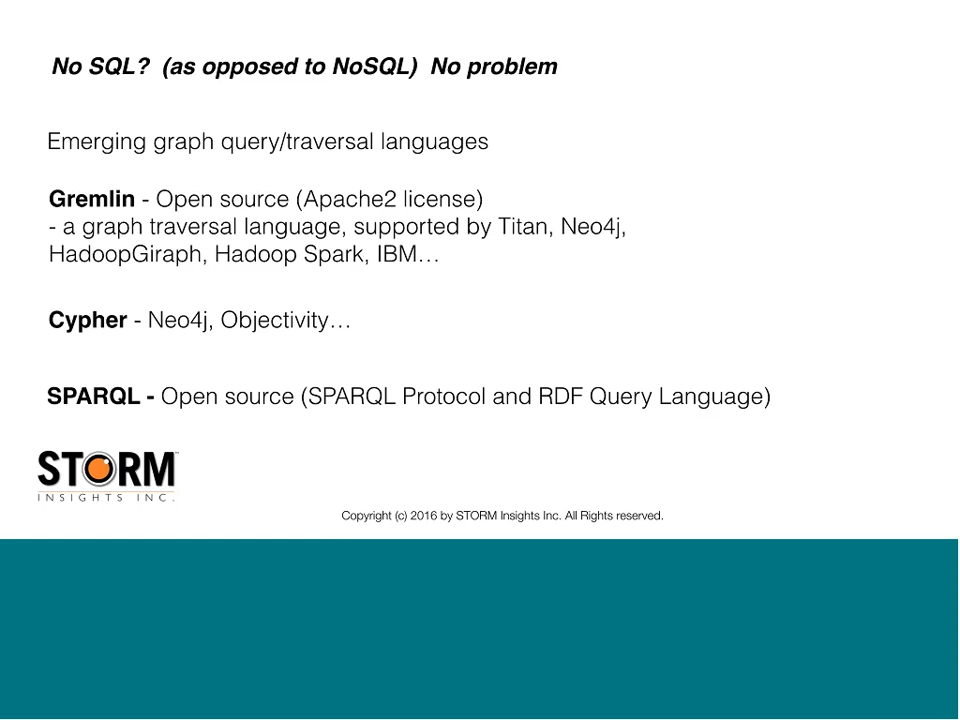 No SQL?  (as opposed to NoSQL)  No problem
Emerging graph query/traversal languages
Gremlin - Open source (Apache2 license)
- a graph traversal language, supported by Titan, Neo4j,
HadoopGiraph, Hadoop Spark, IBM…
Cypher - Neo4j, Objectivity…
SPARQL - Open source (SPARQL Protocol and RDF Query Language)
STORM™
INSIGHTS INC.
Copyright (c) 2016 by STORM Insights Inc. All Rights reserved.